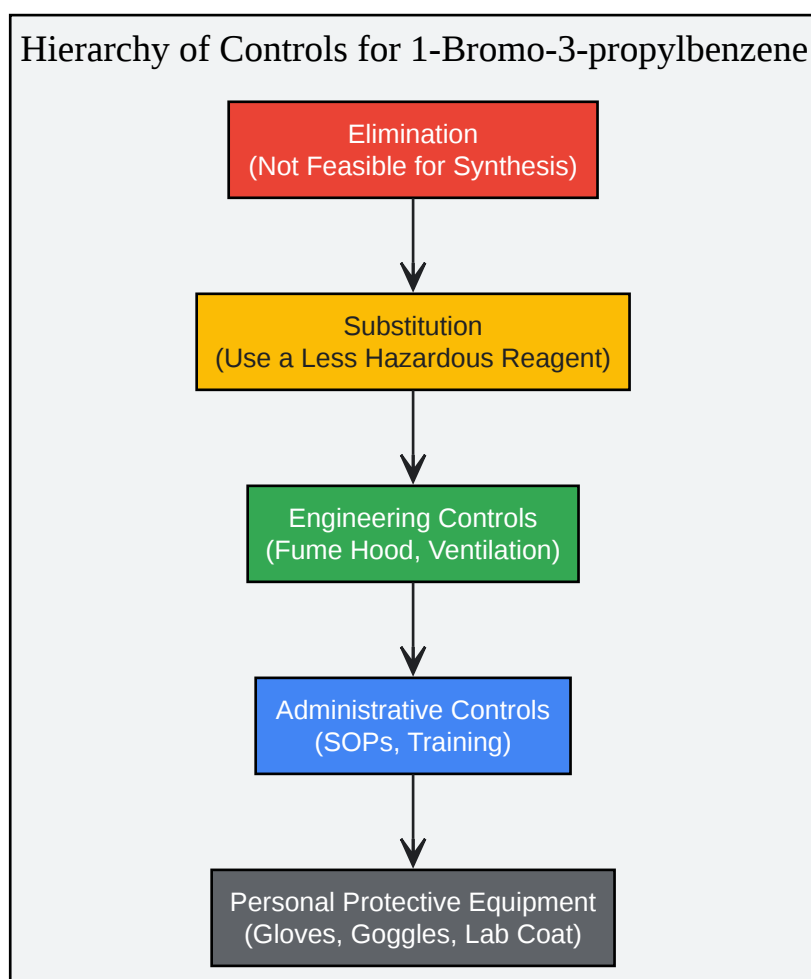 Hierarchy of Controls for 1-Bromo-3-propylbenzene
Elimination
(Not Feasible for Synthesis)
Substitution
(Use a Less Hazardous Reagent)
Engineering Controls
(Fume Hood, Ventilation)
Administrative Controls
(SOPs, Training)
Personal Protective Equipment
(Gloves, Goggles, Lab Coat)